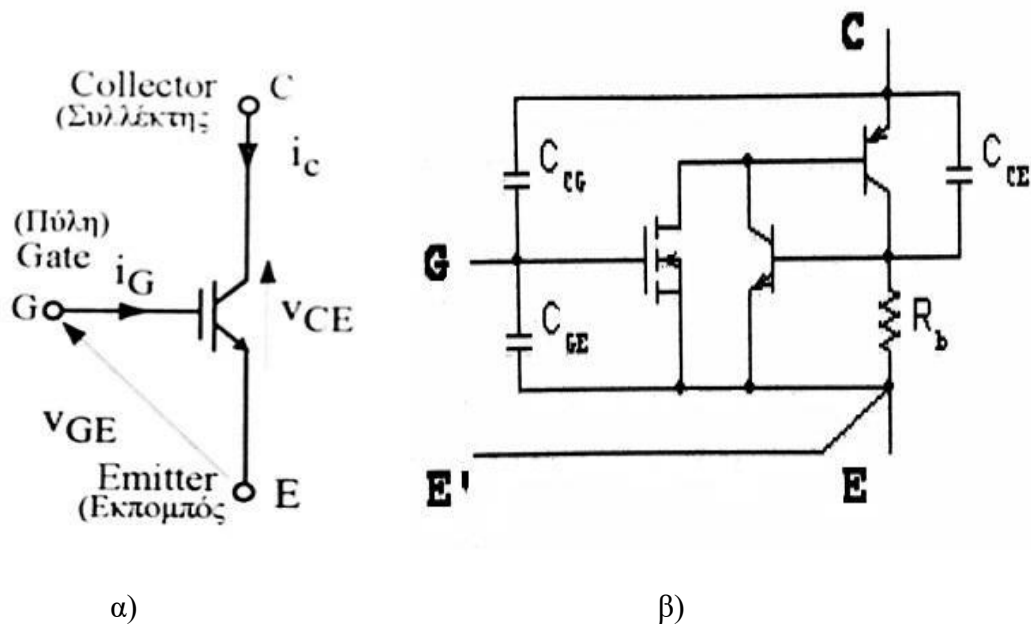 Collector
(Συλλέκτης
C
i_c
(Πύλη)
Gate
i_G
G
v_CE
v_GE
Emitter
(Εκπομπός
E
C
C_CG
C_CE
G
C_GE
R_b
E'
E
α)
β)